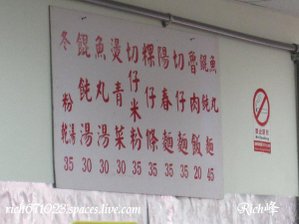 魚丸餛飩麵 45
魯肉飯 20
切仔麵 35
陽春麵 35
粿仔條 35
切仔米粉 35
燙青菜 30
魚丸湯 30
餛飩湯 30
冬粉 乾湯 35
rich671023.spaces.live.com
Rich峰